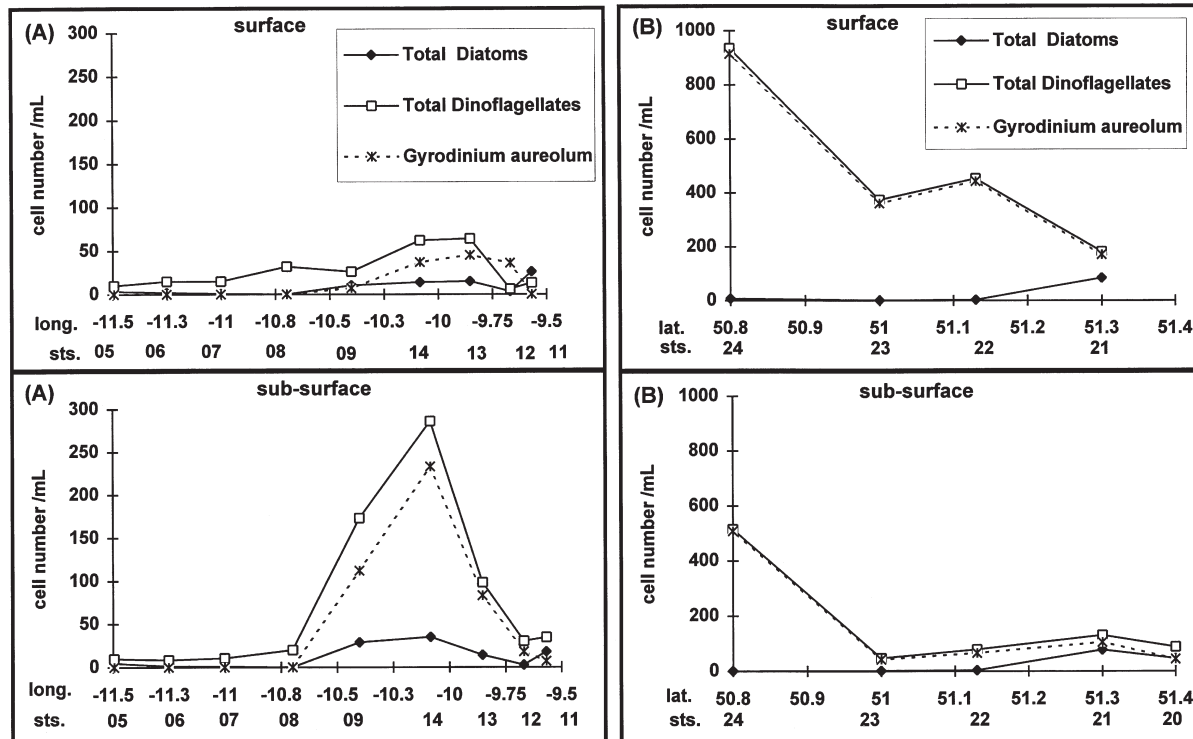 (A)
surface
300
250
200
150
100
50
0
cell number /mL
Total Diatoms
Total Dinoflagellates
Gyrodinium aureolum
long. -11.5 -11.3 -11 -10.8 -10.5 -10.3 -10 -9.75 -9.5
sts. 05 06 07 08 09 14 13 12 11
(B)
surface
1000
800
600
400
200
0
cell number /mL
Total Diatoms
Total Dinoflagellates
Gyrodinium aureolum
lat. 50.8 50.9 51 51.1 51.2 51.3 51.4
sts. 24 23 22 21
(A)
sub-surface
300
250
200
150
100
50
0
cell number /mL
long. -11.5 -11.3 -11 -10.8 -10.5 -10.3 -10 -9.75 -9.5
sts. 05 06 07 08 09 14 13 12 11
(B)
sub-surface
1000
800
600
400
200
0
cell number /mL
lat. 50.8 50.9 51 51.1 51.2 51.3 51.4
sts. 24 23 22 21 20